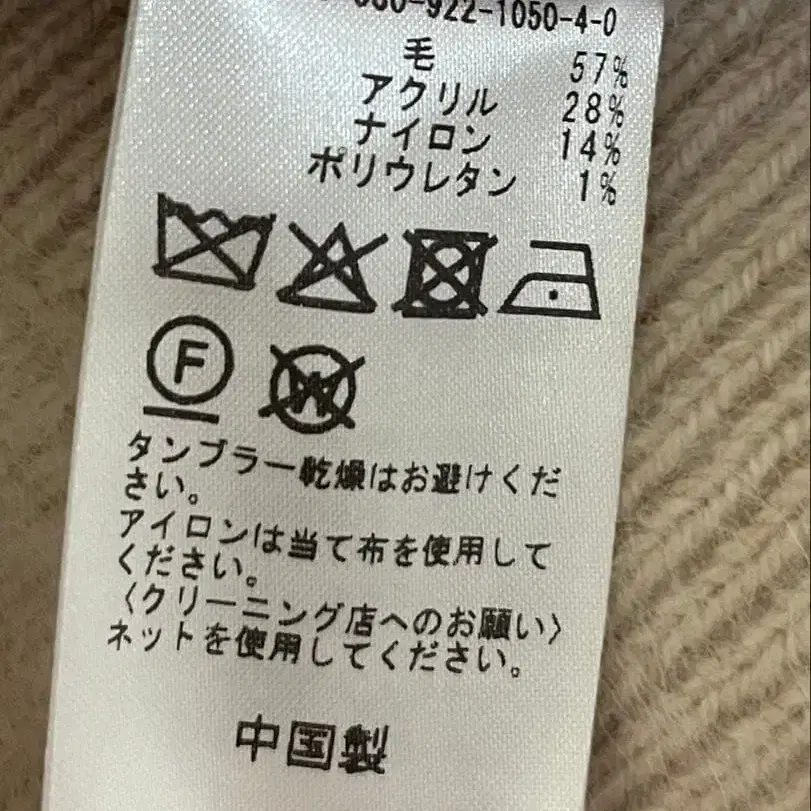 -922-1050-4-0
毛 57%
アクリル 28%
ナイロン 14%
ポリウレタン 1%
F
W
タンブラー乾燥はお避けくだ
さい。
アイロンは当て布を使用して
ください。
〈クリーニング店へのお願い〉
ネットを使用してください。
中国製